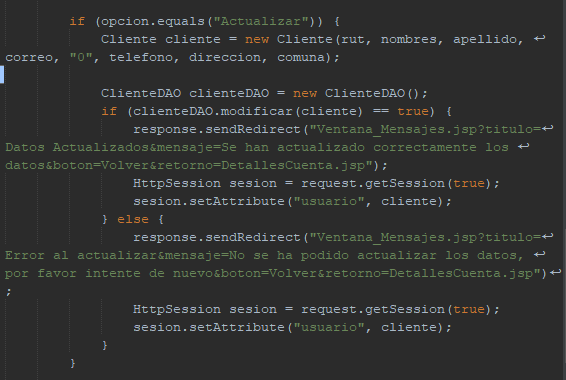 if (opcion.equals("Actualizar")) {
Cliente cliente = new Cliente(rut, nombres, apellido, ↩
correo, "0", telefono, direccion, comuna);
ClienteDAO clienteDAO = new ClienteDAO();
if (clienteDAO.modificar(cliente) == true) {
response.sendRedirect("Ventana_Mensajes.jsp?titulo=↩
Datos Actualizados&mensaje=Se han actualizado correctamente los ↩
datos&boton=Volver&retorno=DetallesCuenta.jsp");
HttpSession sesion = request.getSession(true);
sesion.setAttribute("usuario", cliente);
} else {
response.sendRedirect("Ventana_Mensajes.jsp?titulo=↩
Error al actualizar&mensaje=No se ha podido actualizar los datos, ↩
por favor intente de nuevo&boton=Volver&retorno=DetallesCuenta.jsp")↩
;
HttpSession sesion = request.getSession(true);
sesion.setAttribute("usuario", cliente);
}
}